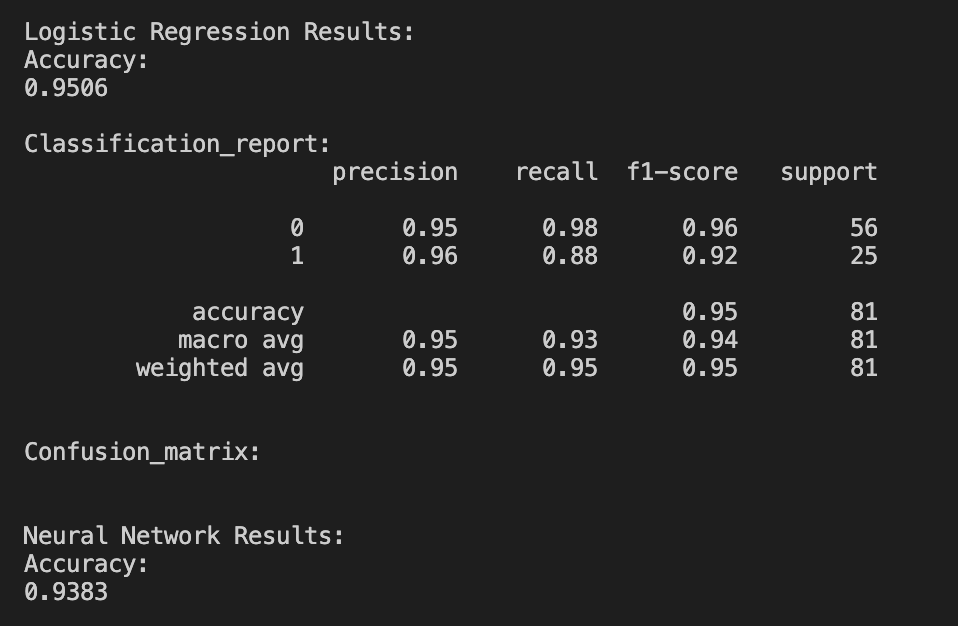 Logistic Regression Results:
Accuracy:
0.9506
Classification_report:
precision recall f1-score support
0 0.95 0.98 0.96 56
1 0.96 0.88 0.92 25
accuracy 0.95 81
macro avg 0.95 0.93 0.94 81
weighted avg 0.95 0.95 0.95 81
Confusion_matrix:
Neural Network Results:
Accuracy:
0.9383